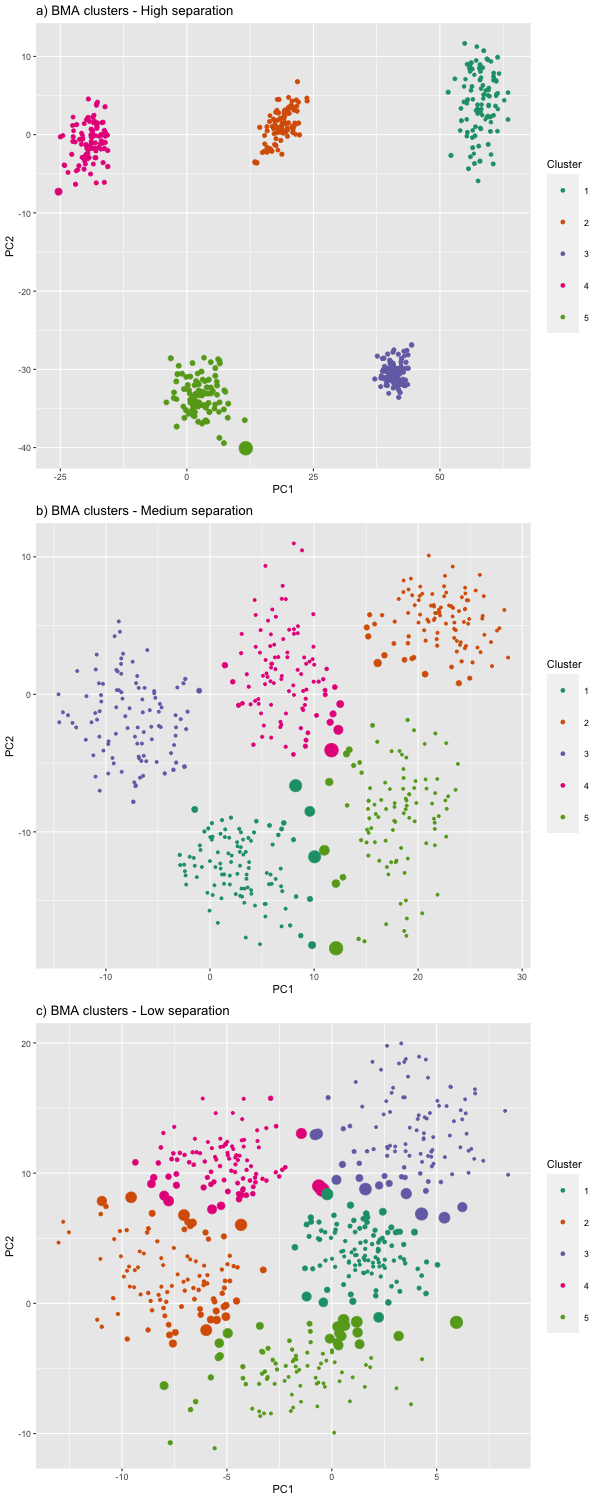 a) BMA clusters - High separation
10
0
-10
-20
-30
-40
PC2
-25 0 25 50
PC1
Cluster
1
2
3
4
5
b) BMA clusters - Medium separation
10
0
-10
PC2
-10 0 10 20 30
PC1
Cluster
1
2
3
4
5
c) BMA clusters - Low separation
20
10
0
-10
PC2
-10 -5 0 5
PC1
Cluster
1
2
3
4
5